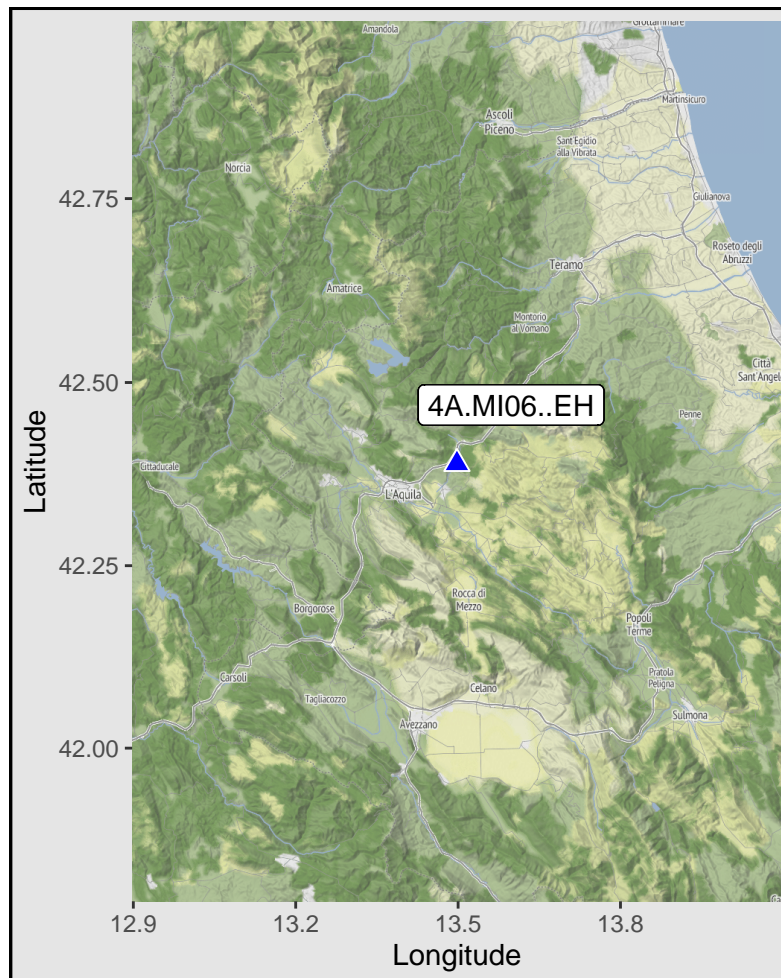 Grottammare
Amandola
Martinsicuro
Ascoli
Piceno
Sant'Egidio
alla Vibrata
Norcia
42.75
Giulianova
Roseto degli
Abruzzi
Teramo
Amatrice
Montorio
al Vomano
42.50
Città
Sant'Angelo
4A.MI06..EH
Penne
Latitude
Cittaducale
L'Aquila
42.25
Rocca di
Mezzo
Borgorose
Popoli
Terme
Carsoli
Pratola
Peligna
Celano
Tagliacozzo
Sulmona
Avezzano
42.00
12.9
13.2
13.5
13.8
Longitude